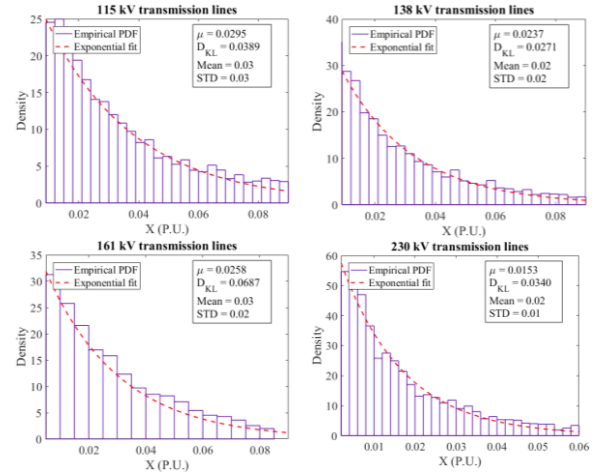 115 kV transmission lines
25
20
15
10
5
0
Density
Empirical PDF
Exponential fit
μ = 0.0295
D_KL = 0.0389
Mean = 0.03
STD = 0.03
0.02 0.04 0.06 0.08
X (P.U.)
138 kV transmission lines
40
30
20
10
0
Density
Empirical PDF
Exponential fit
μ = 0.0237
D_KL = 0.0271
Mean = 0.02
STD = 0.02
0.02 0.04 0.06 0.08
X (P.U.)
161 kV transmission lines
35
30
25
20
15
10
5
0
Density
Empirical PDF
Exponential fit
μ = 0.0258
D_KL = 0.0687
Mean = 0.03
STD = 0.02
0.02 0.04 0.06 0.08
X (P.U.)
230 kV transmission lines
60
50
40
30
20
10
0
Density
Empirical PDF
Exponential fit
μ = 0.0153
D_KL = 0.0340
Mean = 0.02
STD = 0.01
0.01 0.02 0.03 0.04 0.05 0.06
X (P.U.)